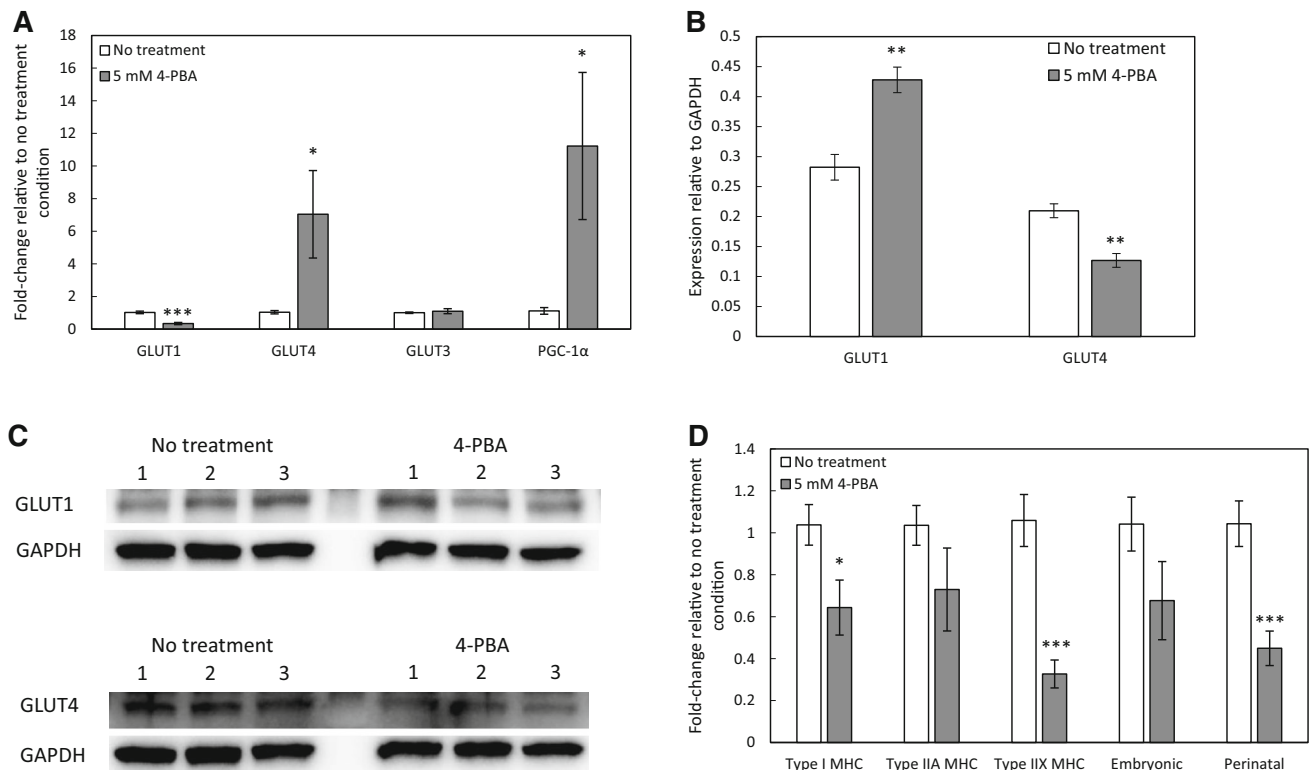 A
Fold-change relative to no treatment
condition
18
16
14
12
10
8
6
4
2
0
No treatment
5 mM 4-PBA
***
*
*
GLUT1 GLUT4 GLUT3 PGC-1α
B
Expression relative to GAPDH
0.5
0.45
0.4
0.35
0.3
0.25
0.2
0.15
0.1
0.05
0
No treatment
5 mM 4-PBA
**
**
GLUT1 GLUT4
C
No treatment 4-PBA
1 2 3 1 2 3
GLUT1
GAPDH
No treatment 4-PBA
1 2 3 1 2 3
GLUT4
GAPDH
D
Fold-change relative to no treatment
condition
1.4
1.2
1
0.8
0.6
0.4
0.2
0
No treatment
5 mM 4-PBA
*
***
***
Type I MHC Type IIA MHC Type IIX MHC Embryonic Perinatal